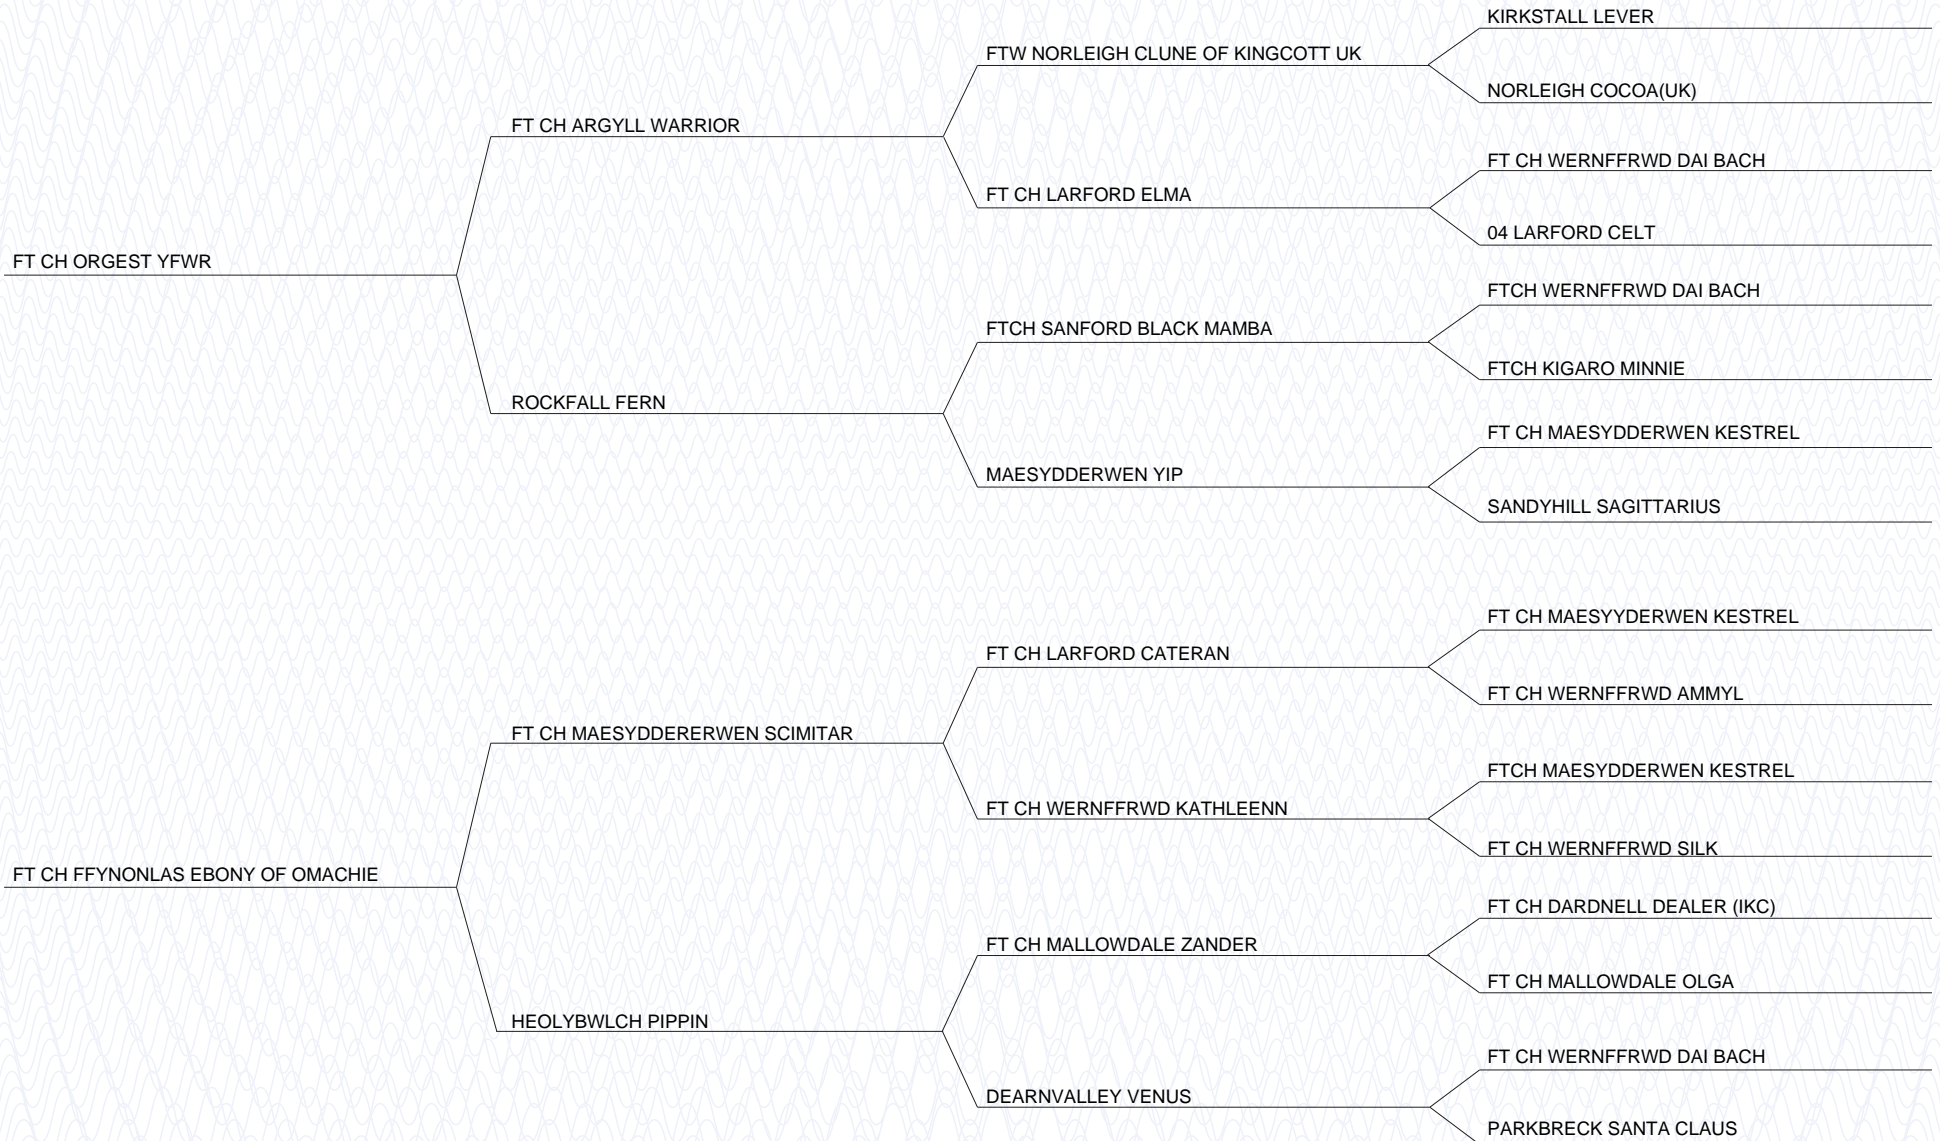 KIRKSTALL LEVER
FTW NORLEIGH CLUNE OF KINGCOTT UK
NORLEIGH COCOA(UK)
FT CH ARGYLL WARRIOR
FT CH WERNFFRWD DAI BACH
FT CH LARFORD ELMA
04 LARFORD CELT
FT CH ORGEST YFWR
FTCH WERNFFRWD DAI BACH
FTCH SANFORD BLACK MAMBA
FTCH KIGARO MINNIE
ROCKFALL FERN
FT CH MAESYDDERWEN KESTREL
MAESYDDERWEN YIP
SANDYHILL SAGITTARIUS
FT CH MAESYYDERWEN KESTREL
FT CH LARFORD CATERAN
FT CH WERNFFRWD AMMYL
FT CH MAESYDDERERWEN SCIMITAR
FTCH MAESYDDERWEN KESTREL
FT CH WERNFFRWD KATHLEENN
FT CH WERNFFRWD SILK
FT CH FFYNONLAS EBONY OF OMACHIE
FT CH DARDNELL DEALER (IKC)
FT CH MALLOWDALE ZANDER
FT CH MALLOWDALE OLGA
HEOLYBWLCH PIPPIN
FT CH WERNFFRWD DAI BACH
DEARNVALLEY VENUS
PARKBRECK SANTA CLAUS